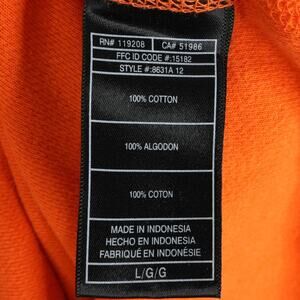 RN# 119208 CA# 51986
FFC ID CODE #:15182
STYLE #:8631A 12
100% COTTON
100% ALGODON
100% COTON
MADE IN INDONESIA
HECHO EN INDONESIA
FABRIQUÉ EN INDONÉSIE
L/G/G